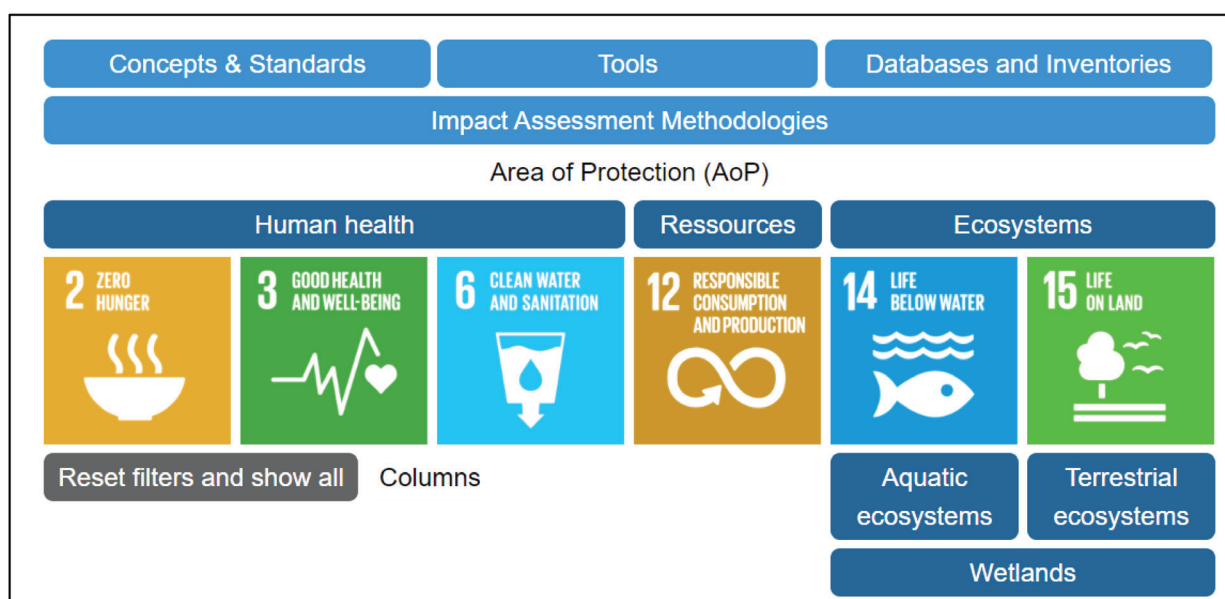 Concepts & Standards
Tools
Databases and Inventories
Impact Assessment Methodologies
Area of Protection (AoP)
Human health
Ressources
Ecosystems
2 ZERO
HUNGER
3 GOOD HEALTH
AND WELL-BEING
6 CLEAN WATER
AND SANITATION
12 RESPONSIBLE
CONSUMPTION
AND PRODUCTION
14 LIFE
BELOW WATER
15 LIFE
ON LAND
Reset filters and show all
Columns
Aquatic
ecosystems
Terrestrial
ecosystems
Wetlands